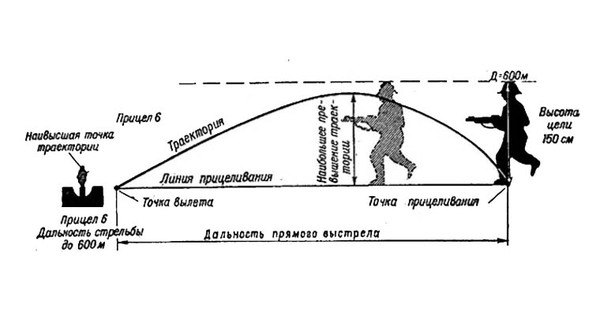 Д=600м
Прицел 6
Высота
цели
150 см
Наивысшая точка
траектории
Траектория
Наибольшее пре-
вышение траек-
тории
Линия прицеливания
Точка вылета
Точка прицеливания
Прицел 6
Дальность стрельбы
до 600 м
Дальность прямого выстрела